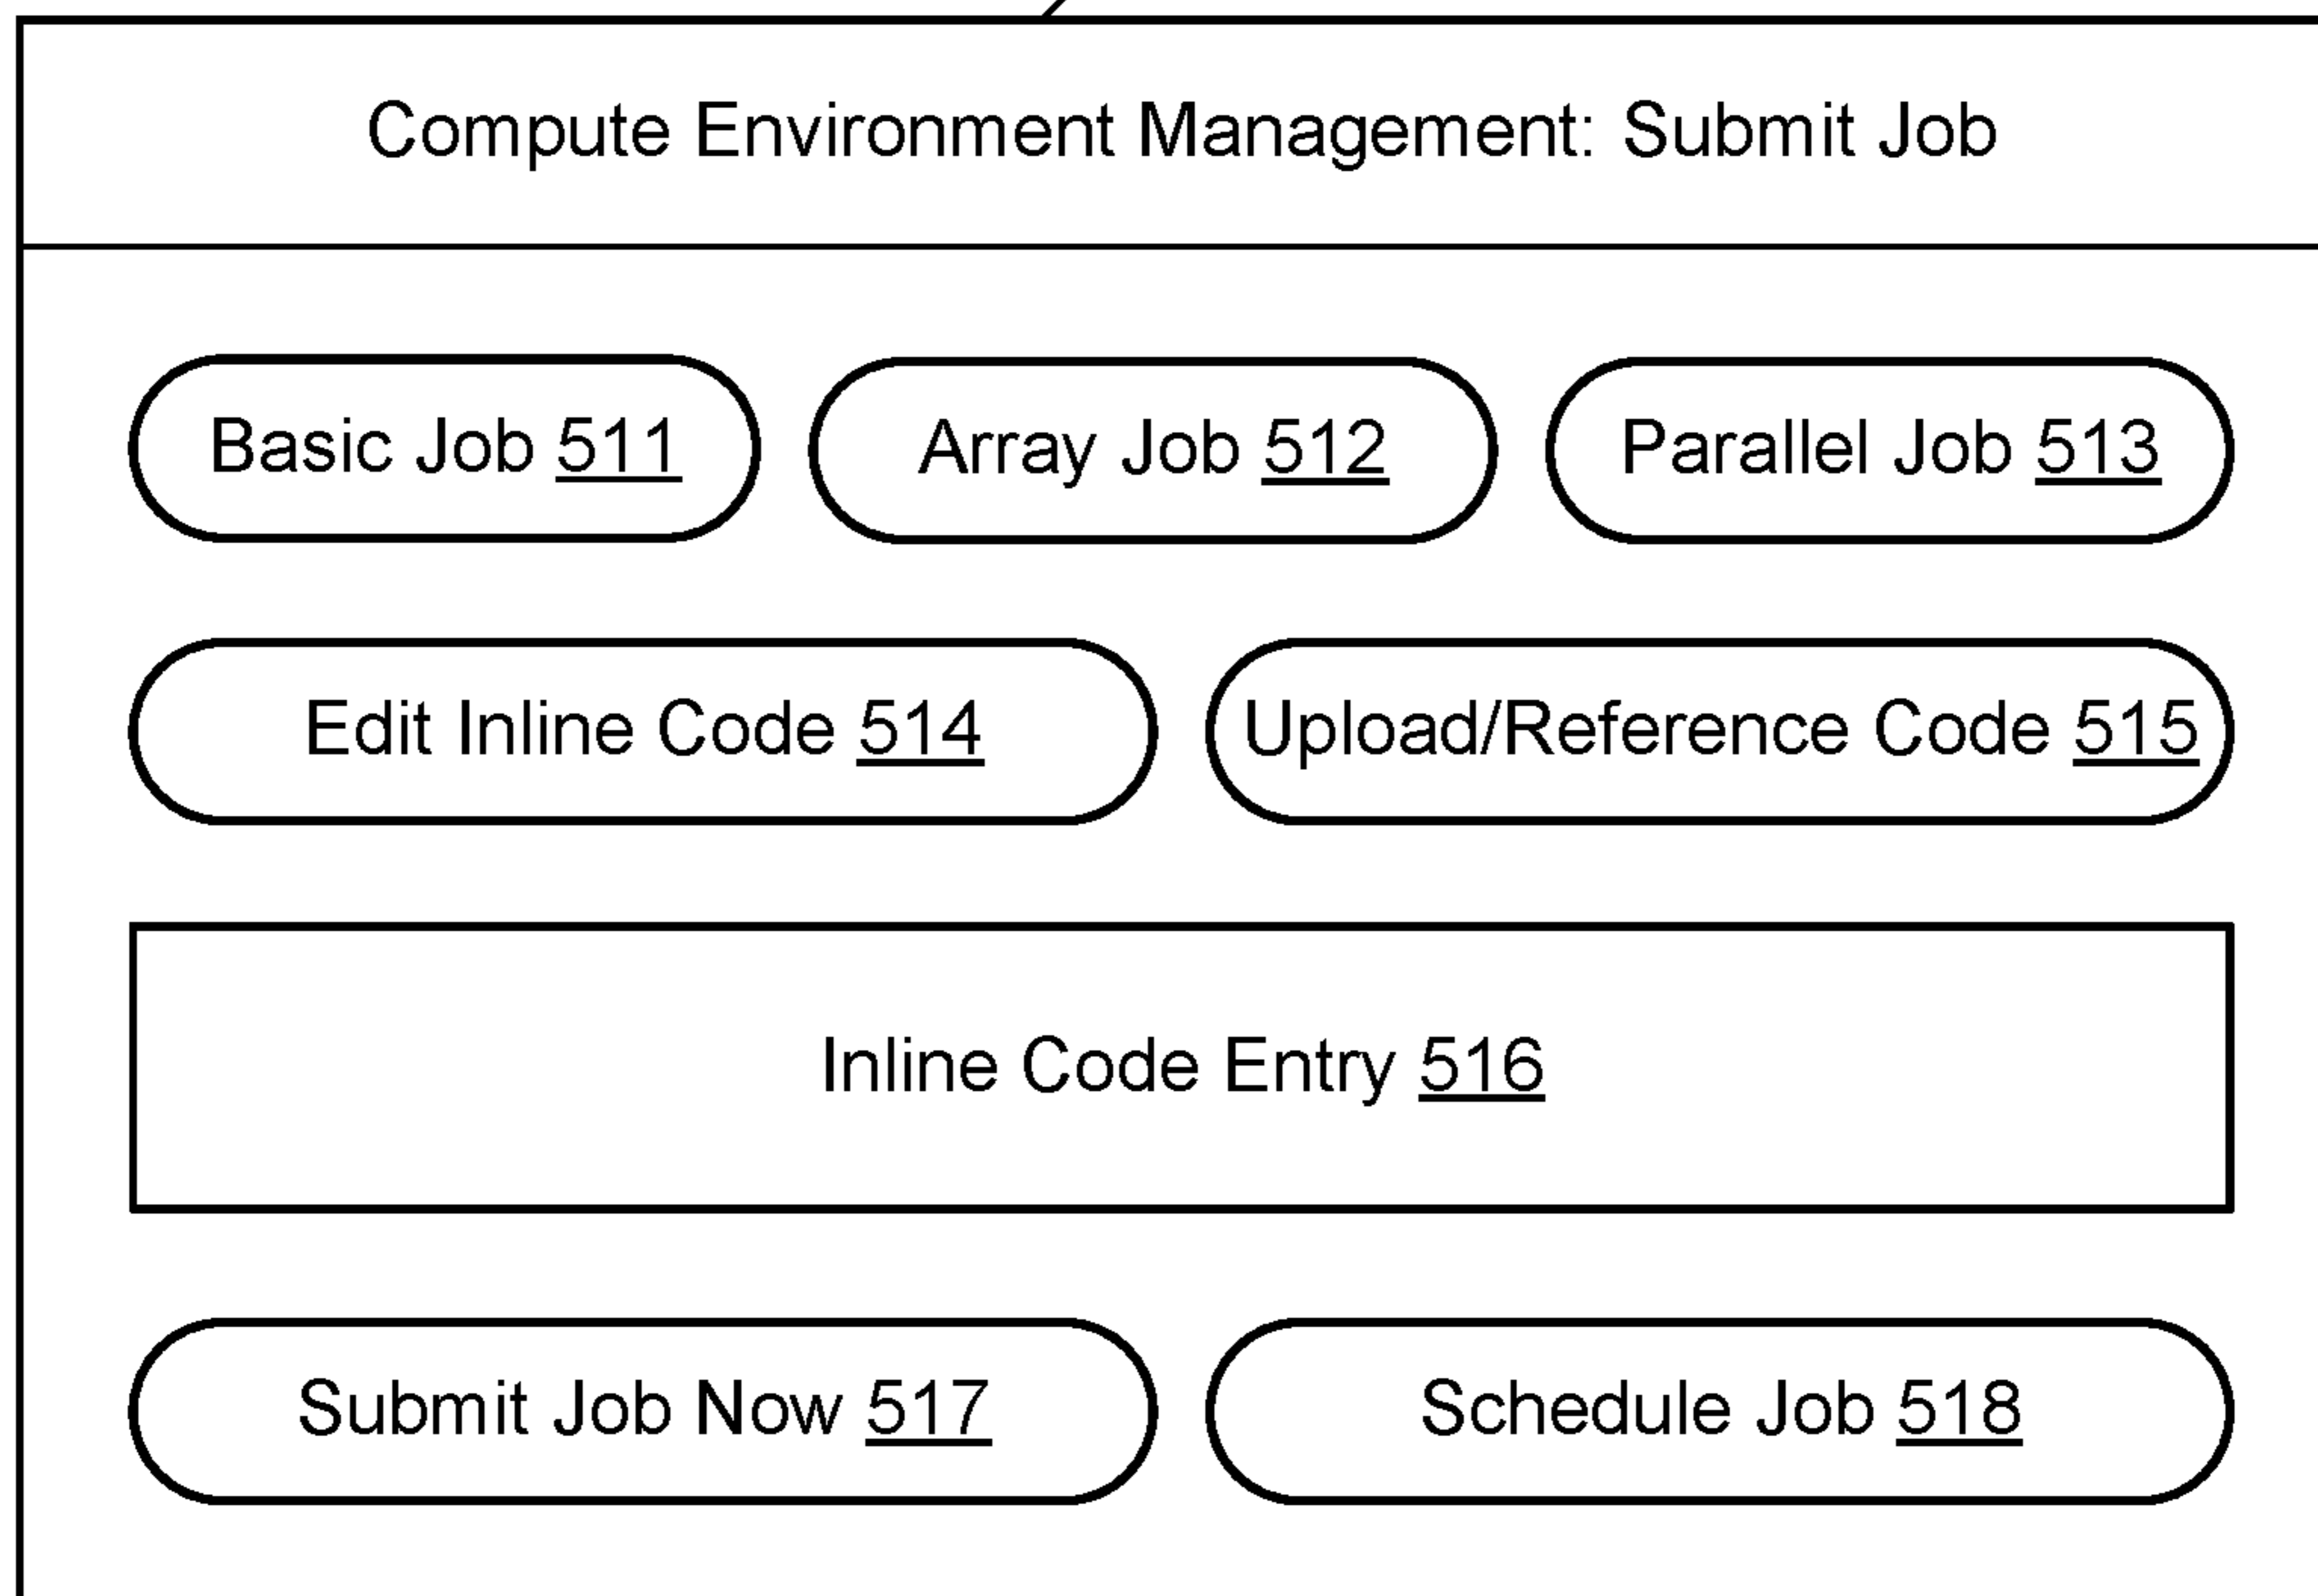 Compute Environment Management: Submit Job
Basic Job 511
Array Job 512
Parallel Job 513
Edit Inline Code 514
Upload/Reference Code 515
Inline Code Entry 516
Submit Job Now 517
Schedule Job 518